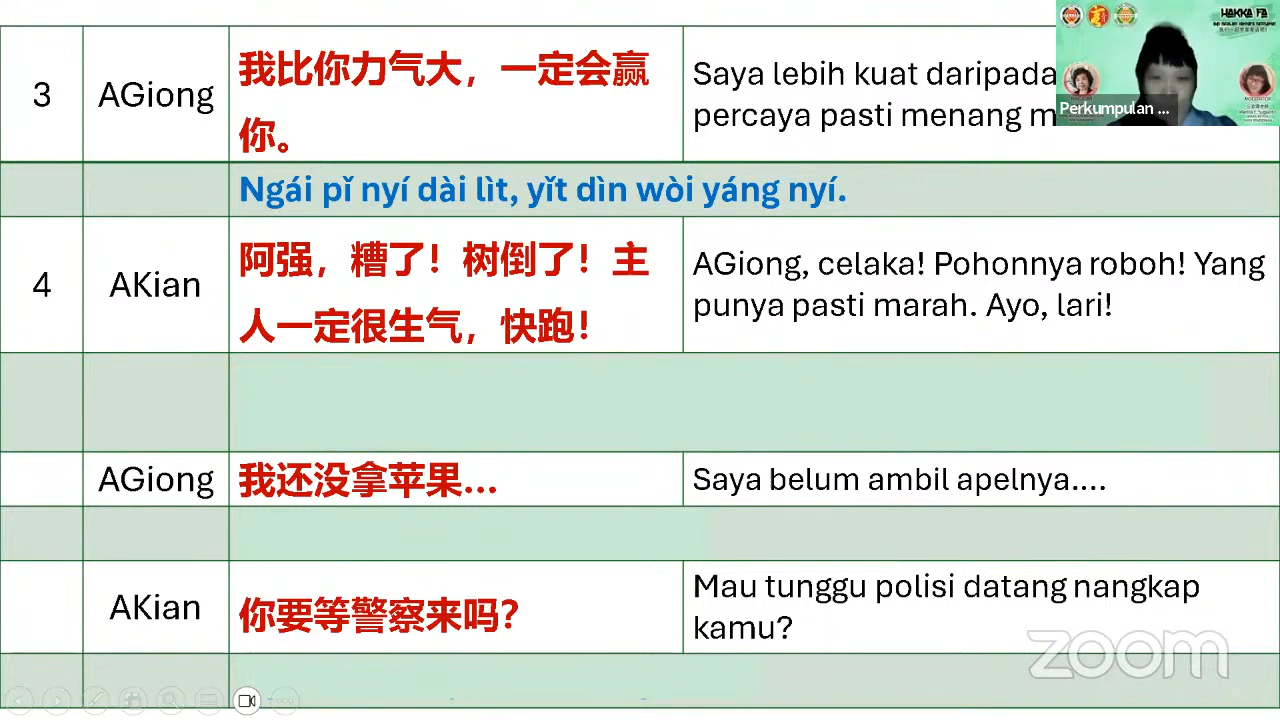 3
AGiong
我比你力气大，一定会赢
你。
Saya lebih kuat daripada
percaya pasti menang m
Ngái pǐ nyí dài lìt, yǐt dìn wòi yáng nyí.
4
AKian
阿强，糟了！树倒了！主
人一定很生气，快跑！
AGiong, celaka! Pohonnya roboh! Yang
punya pasti marah. Ayo, lari!
AGiong
我还没拿苹果...
Saya belum ambil apelnya....
AKian
你要等警察来吗？
Mau tunggu polisi datang nangkap
kamu?
HAKKA FA
Perkumpulan ...
MODERATOR
zoom